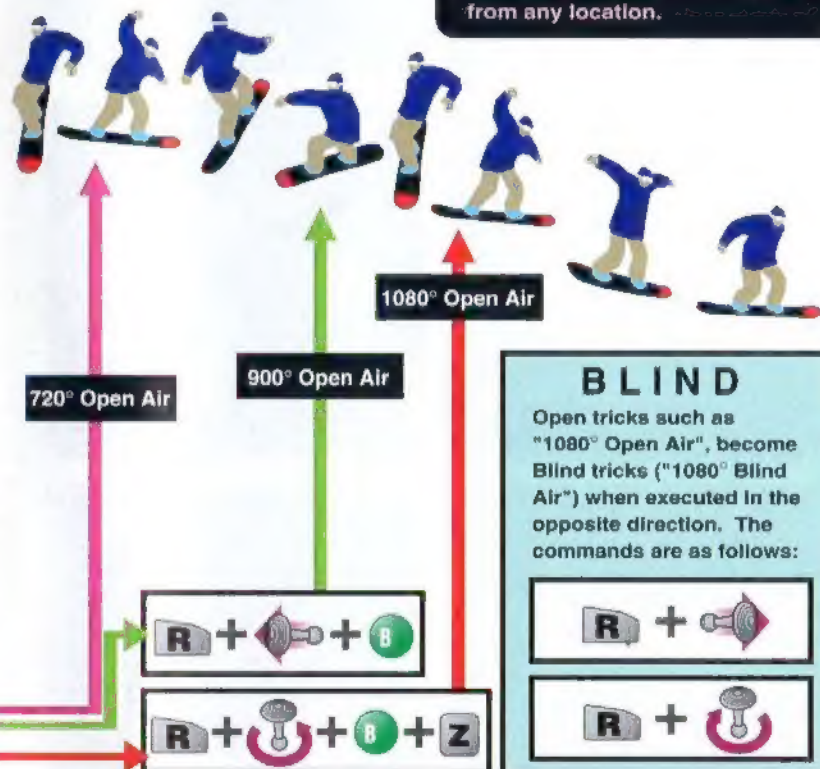 from any location.
1080° Open Air
900° Open Air
720° Open Air
BLIND
Open tricks such as
"1080° Open Air", become
Blind tricks ("1080° Blind
Air") when executed in the
opposite direction. The
commands are as follows:
R + + B
R +
R + + B + Z
R +